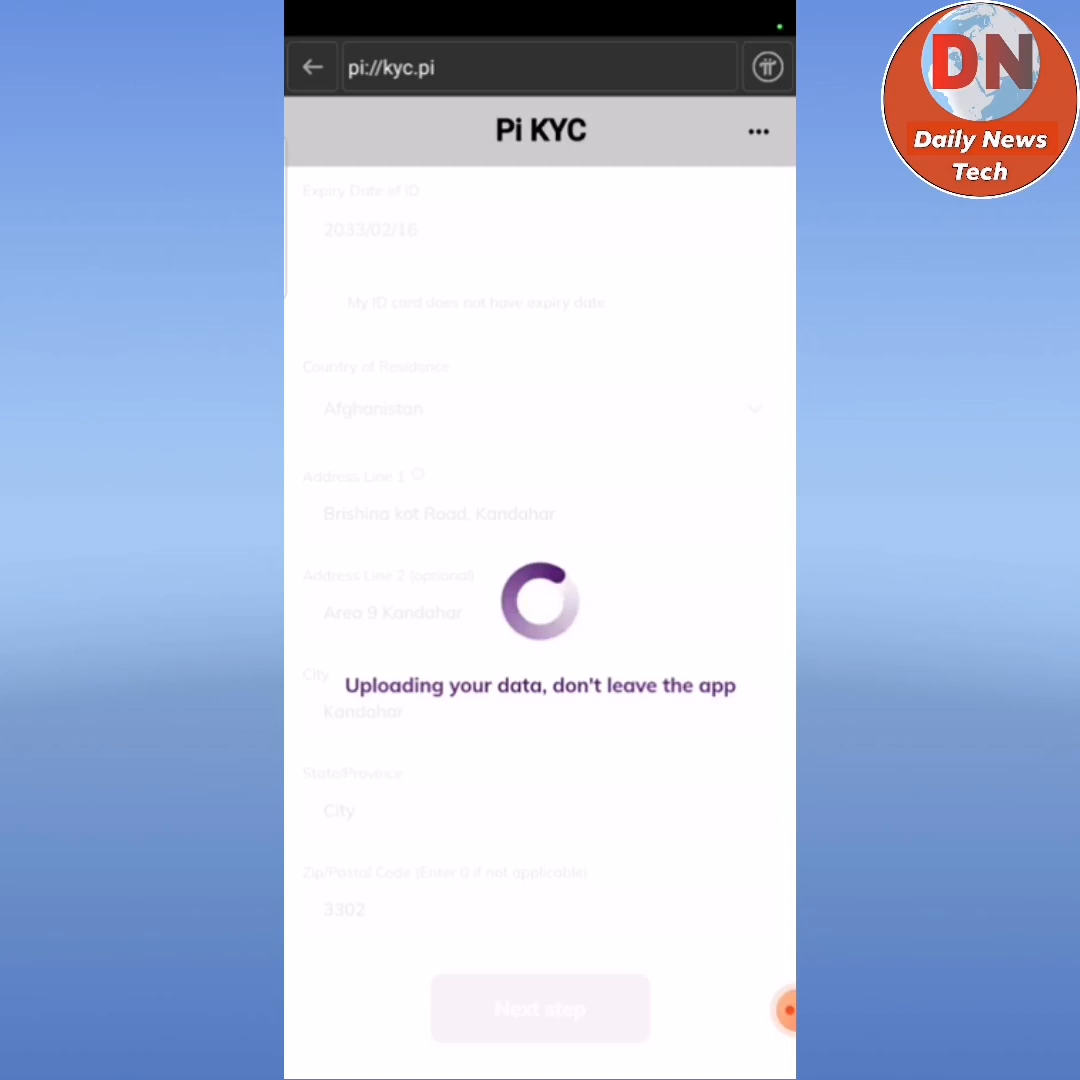 pi://kyc.pi
DN
Daily News
Tech
Pi KYC
Expiry Date of ID
2033/02/16
My ID card does not have expiry date
Country of Residence
Afghanistan
Address Line 1
Brishina kot Road, Kandahar
Address Line 2 (optional)
Area 9 Kandahar
City
Uploading your data, don't leave the app
Kandahar
State/Province
City
Zip/Postal Code (Enter 0 if not applicable)
3302
Next step